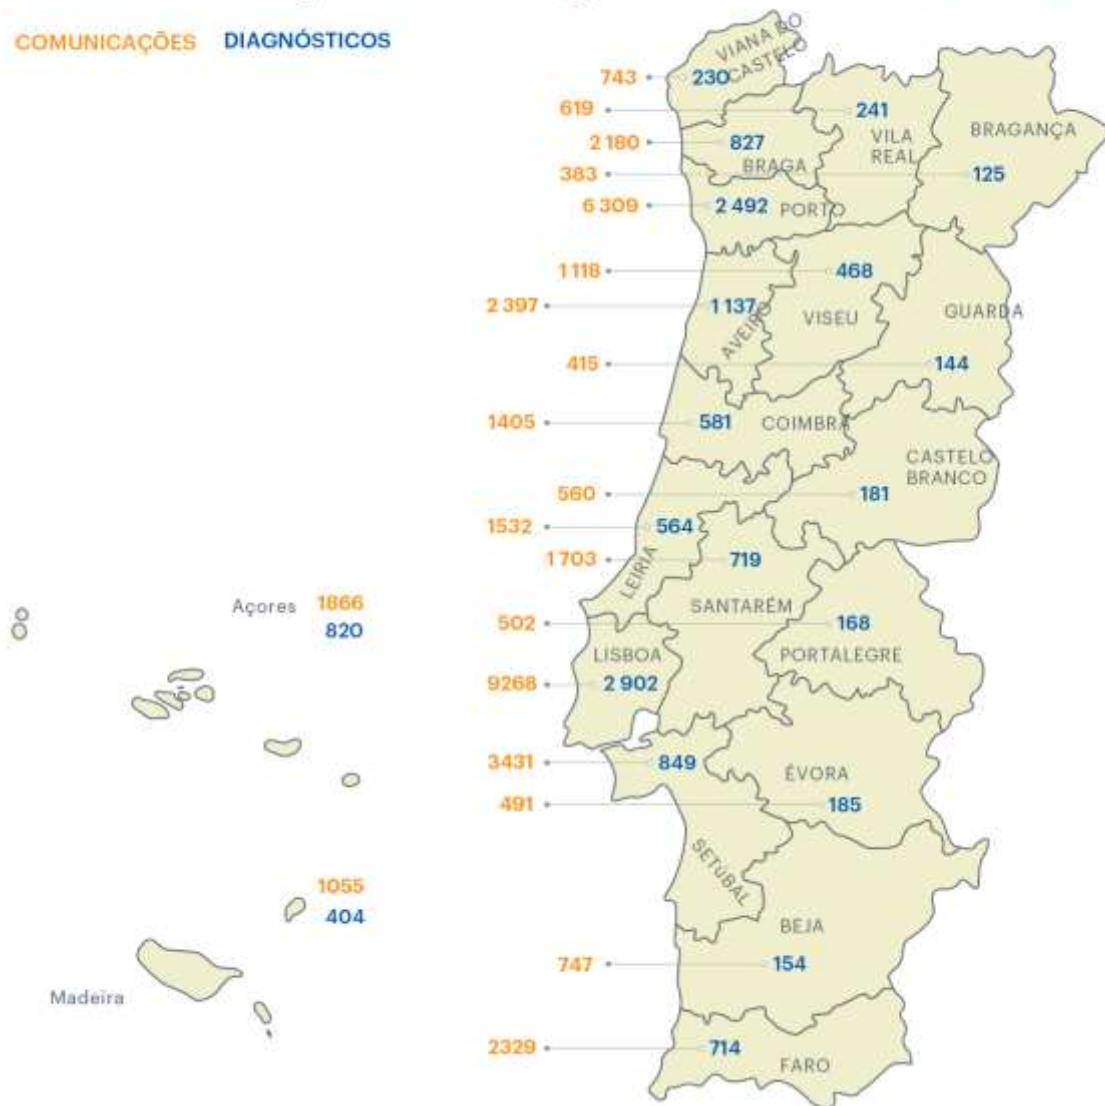 COMUNICAÇÕES DIAGNÓSTICOS
VIANA DO
CASTELO
743 230
619 241
VILA
REAL
BRAGANÇA
2 180 827
BRAGA
383 125
6 309 2 492 PORTO
1 118 468
2 397 1 137
AVEIRO
VISEU
GUARDA
415 144
1405 581 COIMBRA
CASTELO
BRANCO
560 181
1532 564
LEIRIA
1 703 719
SANTARÉM
Açores 1866
820
502 168
LISBOA
PORTALEGRE
9268 2 902
3431 849
ÉVORA
491 185
SETúBAL
1055
404
BEJA
747 154
Madeira
2329 714
FARO